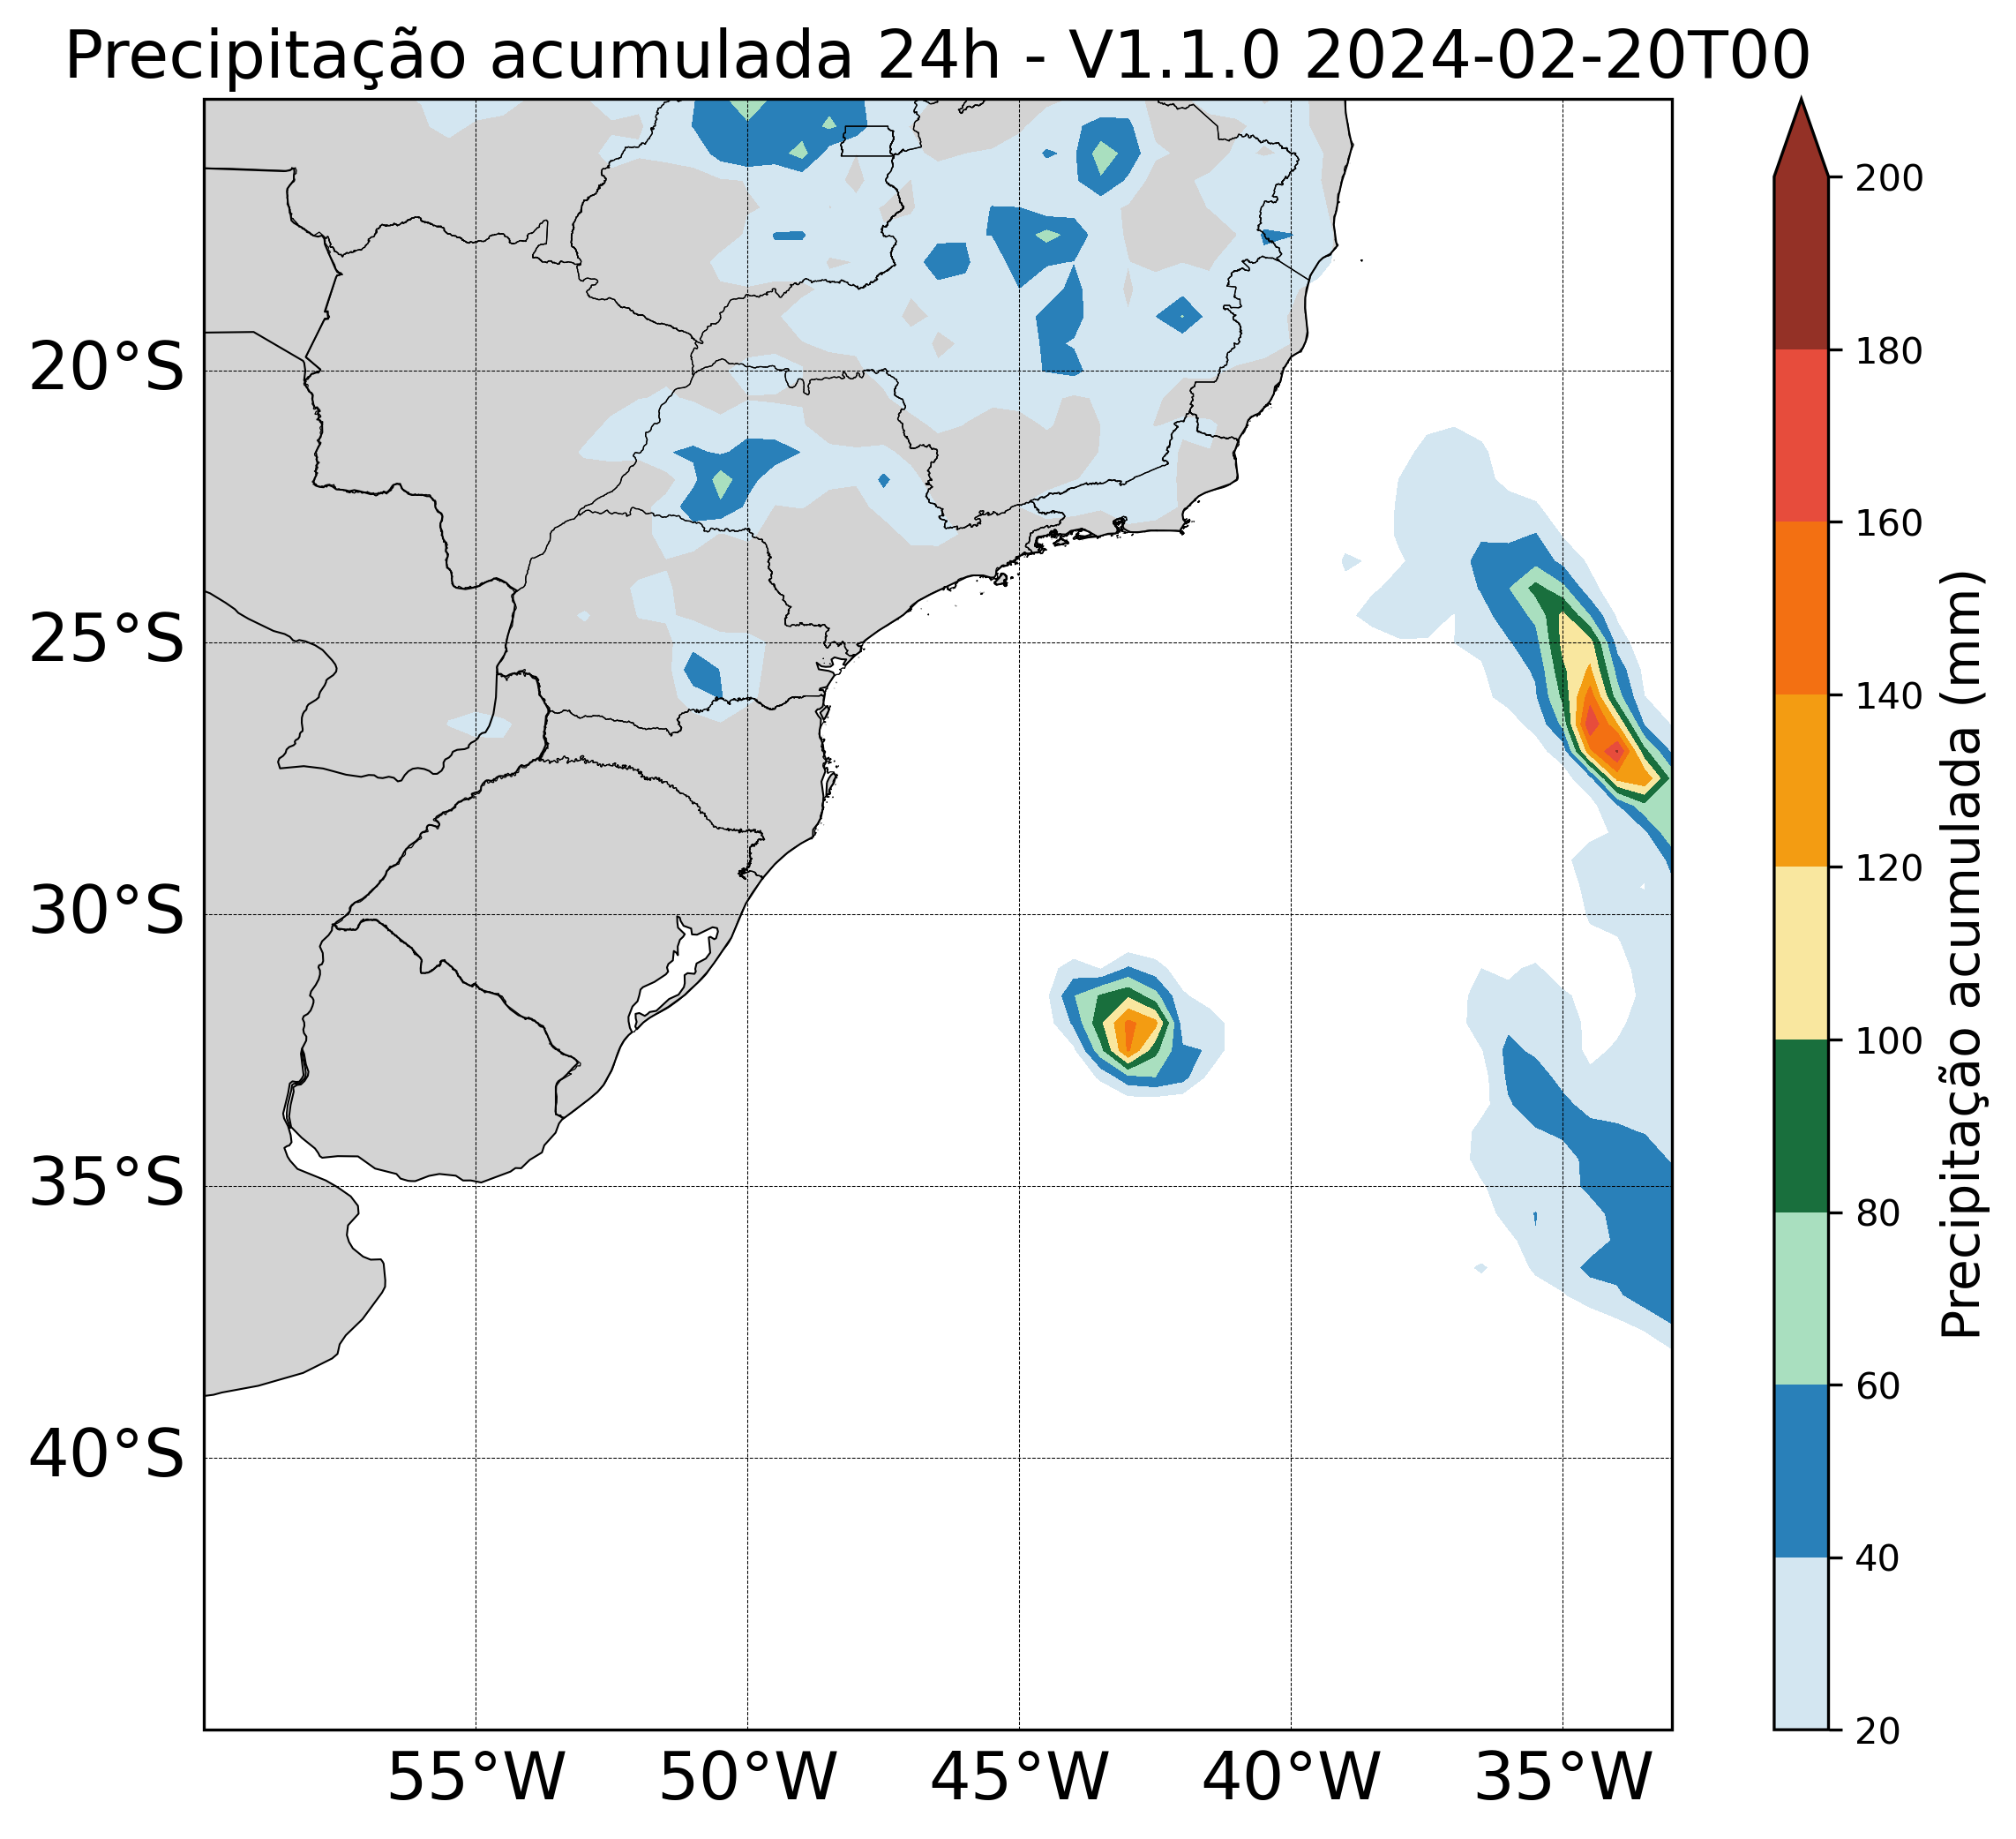 Precipitação acumulada 24h - V1.1.0 2024-02-20T00
20°S
25°S
30°S
35°S
40°S
55°W 50°W 45°W 40°W 35°W
200
180
160
140
120
100
80
60
40
20
Precipitação acumulada (mm)